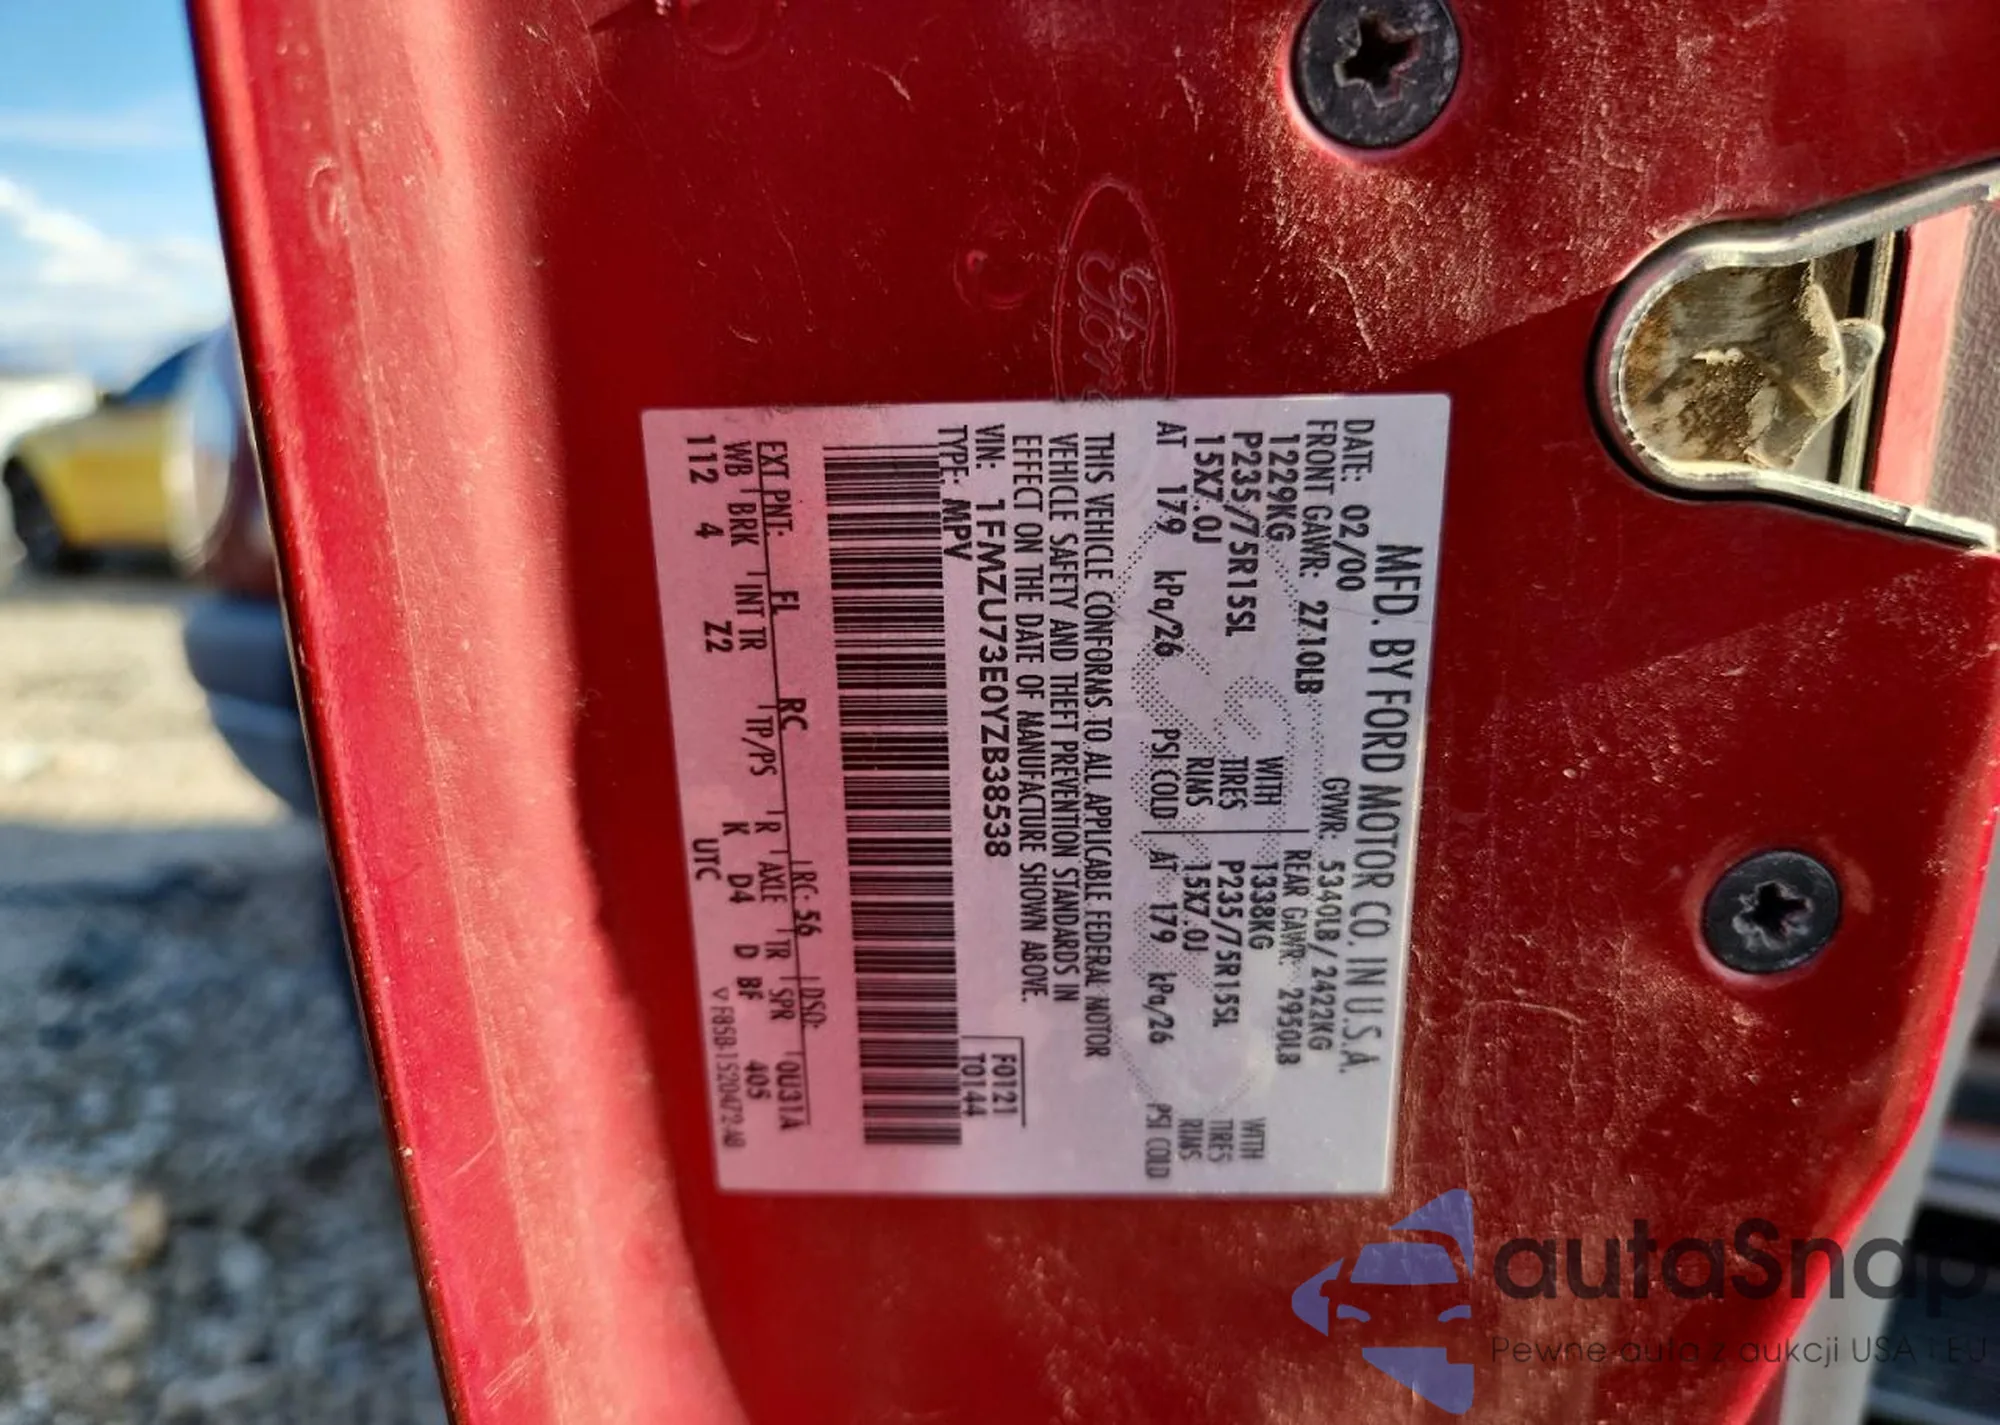 Ford
MFD. BY FORD MOTOR CO. IN U.S.A.
DATE: 02/00 GVWR: 5340LB/ 2422KG
FRONT GAWR: 2710LB REAR GAWR: 2950LB
1229KG WITH 1338KG WITH
P235/75R15SL TIRES P235/75R15SL TIRES
15X7.0J RIMS 15X7.0J RIMS
AT 179 kPa/26 PSI COLD AT 179 kPa/26 PSI COLD
THIS VEHICLE CONFORMS TO ALL APPLICABLE FEDERAL MOTOR
VEHICLE SAFETY AND THEFT PREVENTION STANDARDS IN
EFFECT ON THE DATE OF MANUFACTURE SHOWN ABOVE.
VIN: 1FMZU73E0YZB38538 F0121
TYPE: MPV T0144
EXT PNT: FL RC RC: 56 DSO:
WB BRK INT TR TP/PS R AXLE TR SPR 0U31A
112 4 Z2 K D4 D BF 405
UTC ▽ F85B-1520472-AB
autaSnap
Pewne auta z aukcji USA i EU